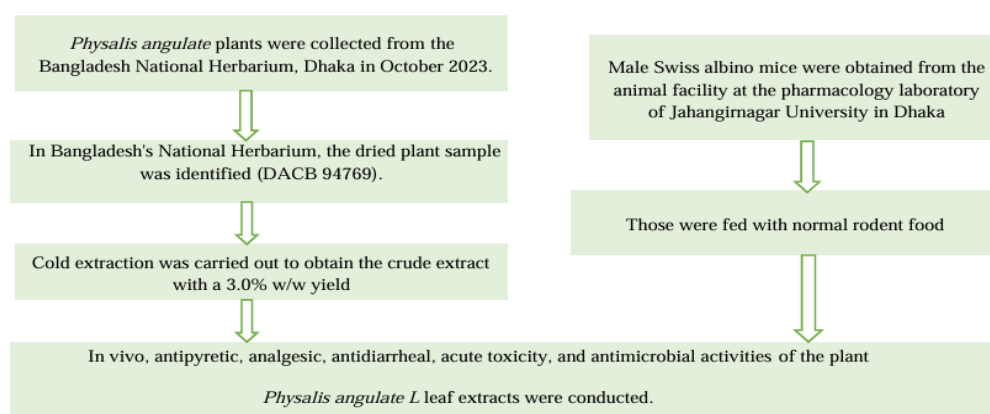 Physalis angulate plants were collected from the
Bangladesh National Herbarium, Dhaka in October 2023.
In Bangladesh's National Herbarium, the dried plant sample
was identified (DACB 94769).
Cold extraction was carried out to obtain the crude extract
with a 3.0% w/w yield
Male Swiss albino mice were obtained from the
animal facility at the pharmacology laboratory
of Jahangirnagar University in Dhaka
Those were fed with normal rodent food
In vivo, antipyretic, analgesic, antidiarrheal, acute toxicity, and antimicrobial activities of the plant
Physalis angulate L leaf extracts were conducted.